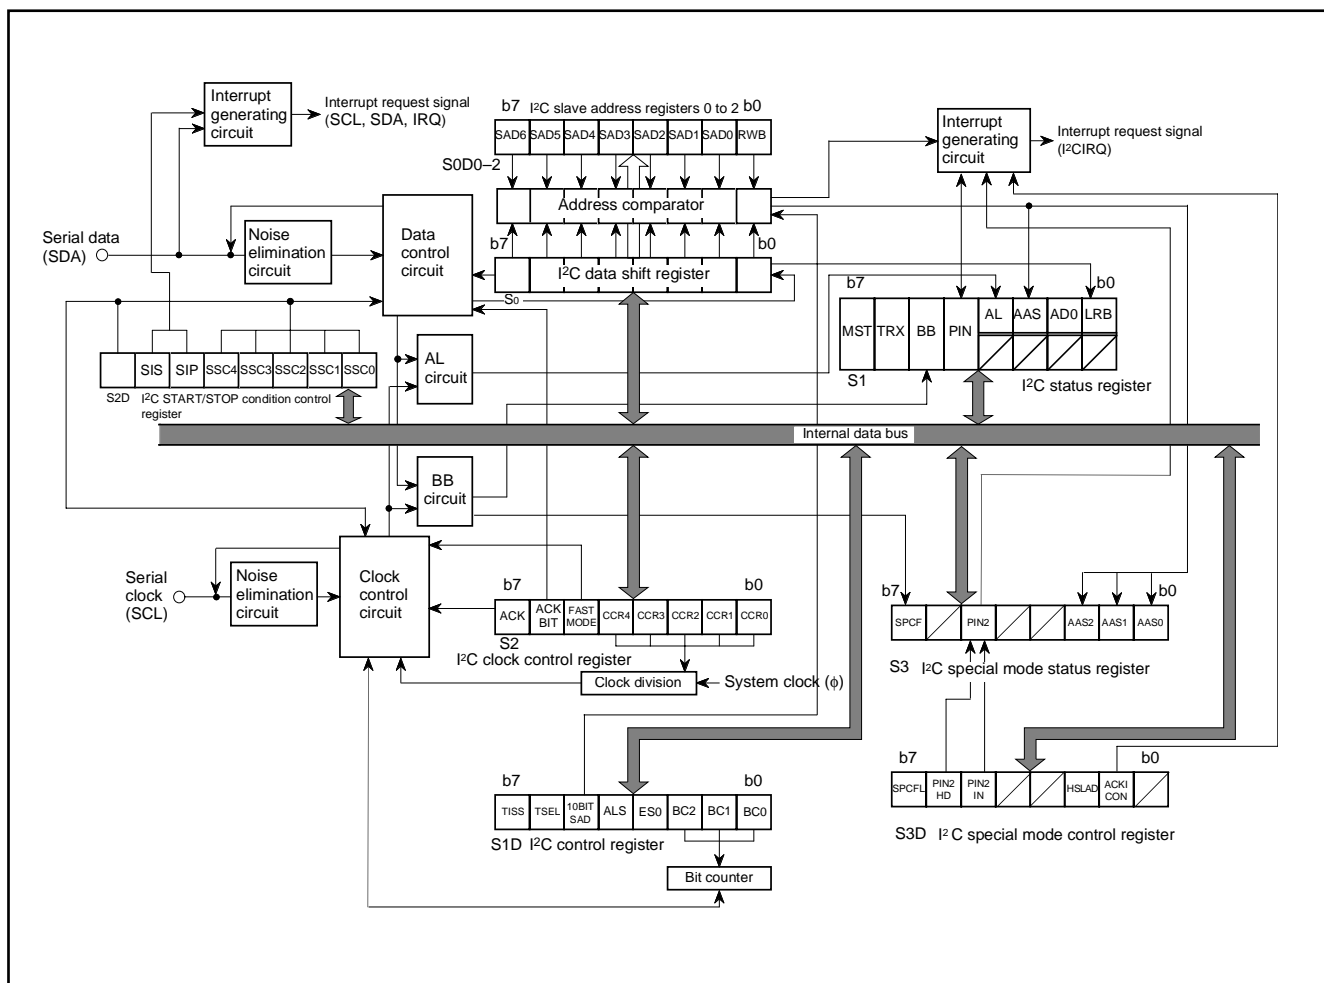 Interrupt
generating
circuit
Interrupt request signal
(SCL, SDA, IRQ)
b7 I²C slave address registers 0 to 2 b0
SAD6 SAD5 SAD4 SAD3 SAD2 SAD1 SAD0 RWB
S0D0–2
Address comparator
b7 b0
I²C data shift register
S0
Interrupt
generating
circuit
Interrupt request signal
(I²CIRQ)
Serial data
(SDA)
Noise
elimination
circuit
Data
control
circuit
b7 b0
MST TRX BB PIN AL AAS AD0 LRB
S1
I²C status register
SIS SIP SSC4 SSC3 SSC2 SSC1 SSC0
S2D I²C START/STOP condition control
register
AL
circuit
Internal data bus
BB
circuit
Serial
clock
(SCL)
Noise
elimination
circuit
Clock
control
circuit
b7 b0
ACK ACK BIT FAST MODE CCR4 CCR3 CCR2 CCR1 CCR0
S2
I²C clock control register
Clock division
System clock (ϕ)
b7 b0
SPCF PIN2 AAS2 AAS1 AAS0
S3 I²C special mode status register
b7 b0
TISS TSEL 10BIT SAD ALS ES0 BC2 BC1 BC0
S1D I²C control register
Bit counter
b7 b0
SPCFL PIN2 HD PIN2 IN HSLAD ACKI CON
S3D I² C special mode control register